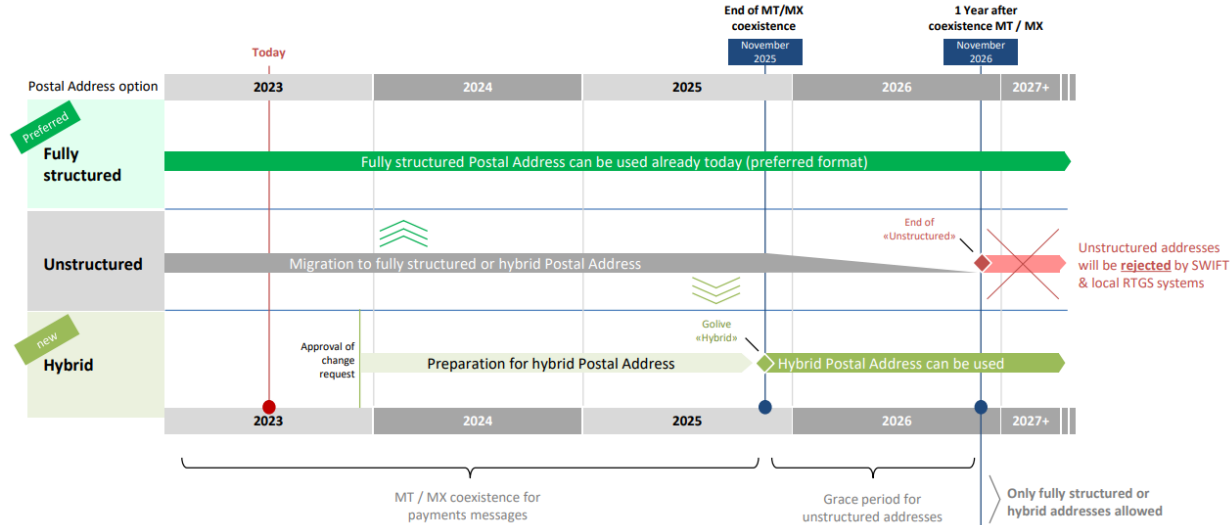 End of MT/MX
coexistence
1 Year after
coexistence MT / MX
Today
November
2025
November
2026
Postal Address option
2023
2024
2025
2026
2027+
Preferred
Fully
structured
Fully structured Postal Address can be used already today (preferred format)
Unstructured
Migration to fully structured or hybrid Postal Address
End of
«Unstructured»
Unstructured addresses
will be rejected by SWIFT
& local RTGS systems
new
Hybrid
Approval of
change
request
Preparation for hybrid Postal Address
Golive
«Hybrid»
Hybrid Postal Address can be used
2023
2024
2025
2026
2027+
MT / MX coexistence for
payments messages
Grace period for
unstructured addresses
Only fully structured or
hybrid addresses allowed